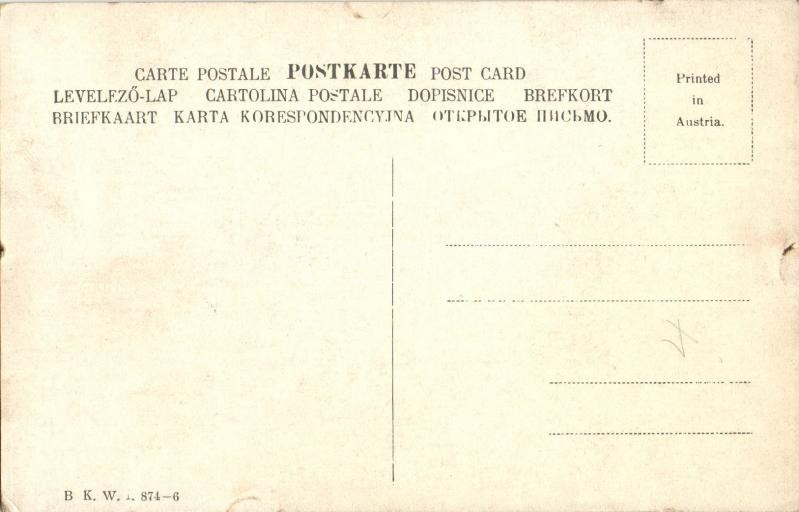 CARTE POSTALE POSTKARTE POST CARD
LEVELEZŐ-LAP CARTOLINA POSTALE DOPISNICE BREFKORT
BRIEFKAART KARTA KORESPONDENCYJNA ОТКРЫТОЕ ПИСЬМО.
Printed
in
Austria.
4
B. K. W. I. 874-6